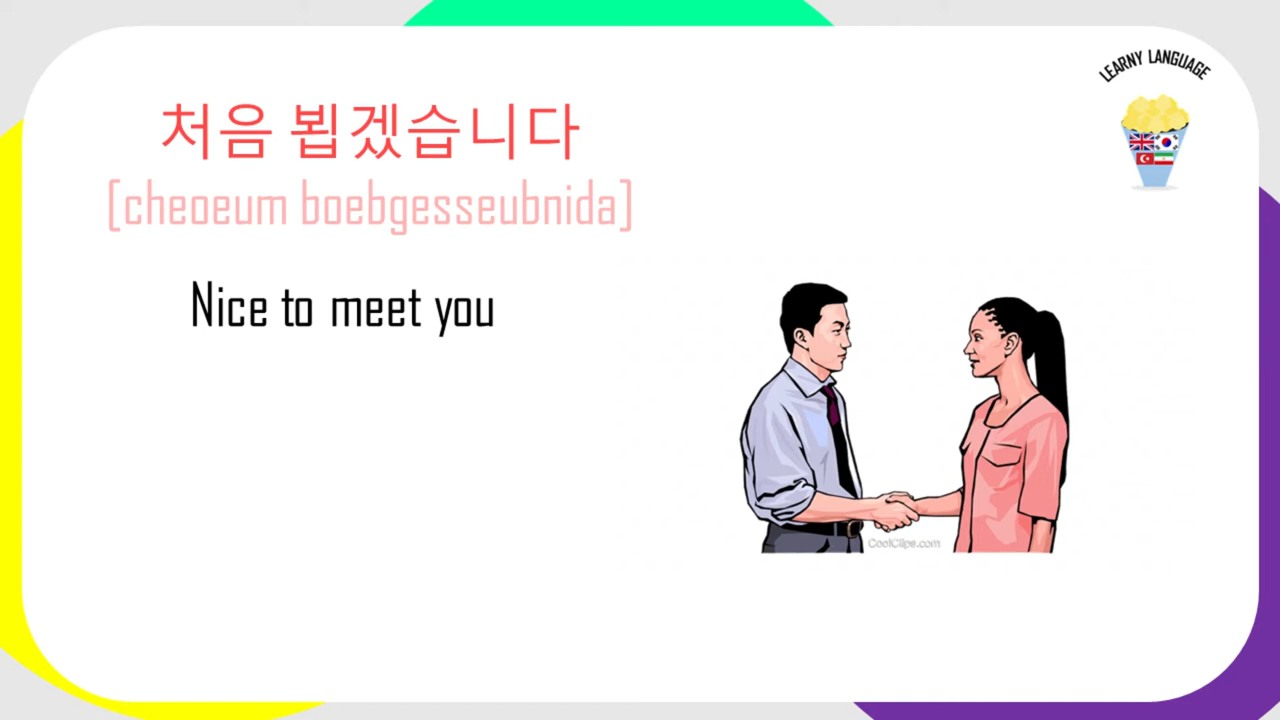 LEARNY LANGUAGE
처음 뵙겠습니다
[cheoeum boebgesseubnida]
Nice to meet you
CoolClips.com